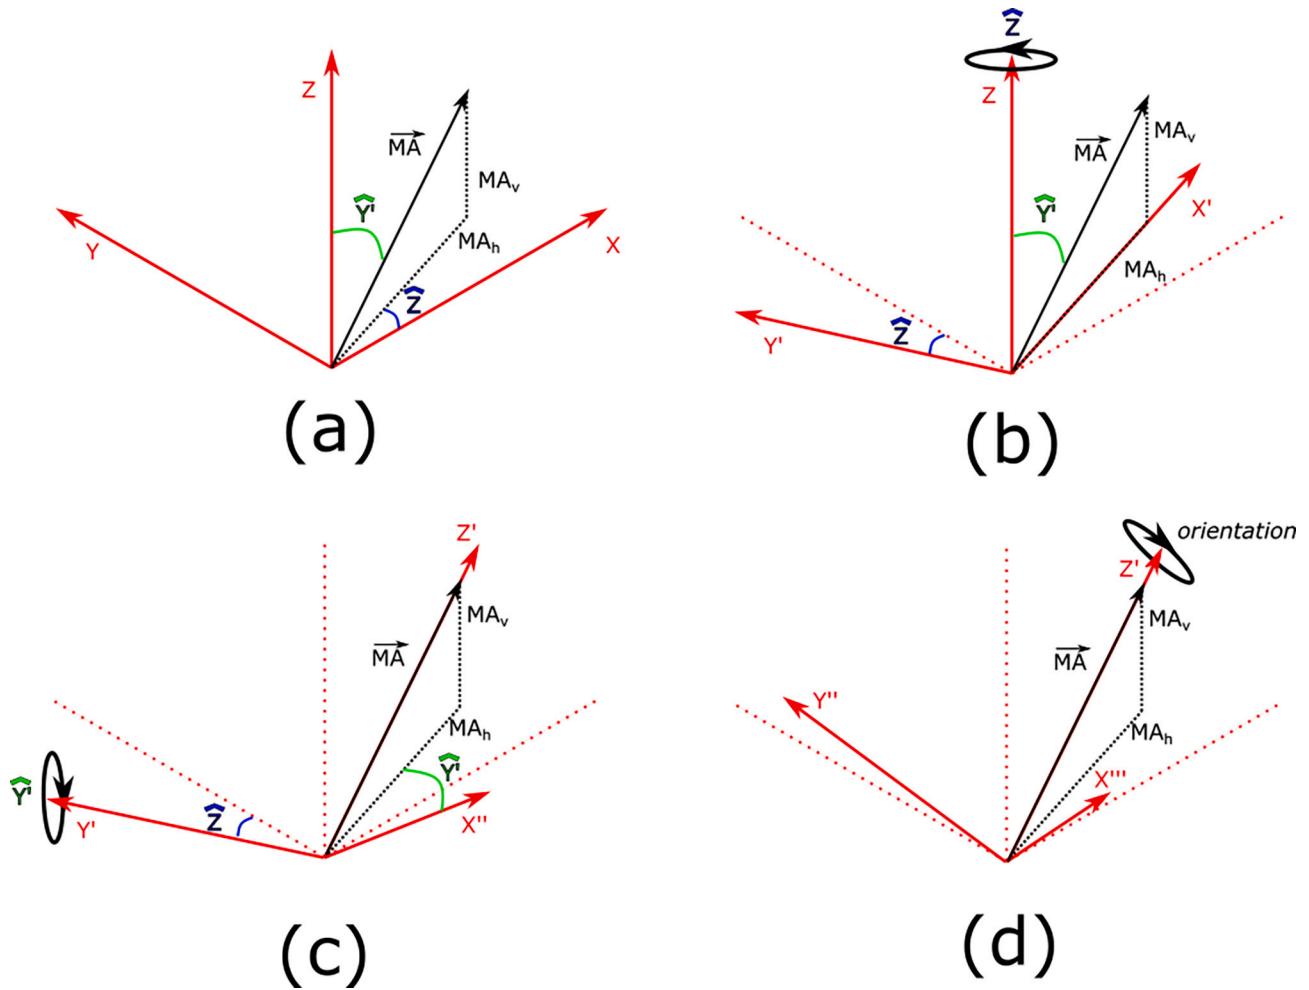 Z
MA
MAᵥ
Ŷ'
MAₕ
Y
X
Ẑ
(a)
Ẑ
Z
MAᵥ
MA
X'
Ŷ'
MAₕ
Ẑ
Y'
(b)
Z'
MAᵥ
MA
MAₕ
Ŷ'
Ŷ'
Y'
Ẑ
X''
(c)
orientation
Z'
MAᵥ
MA
Y''
MAₕ
X'''
(d)